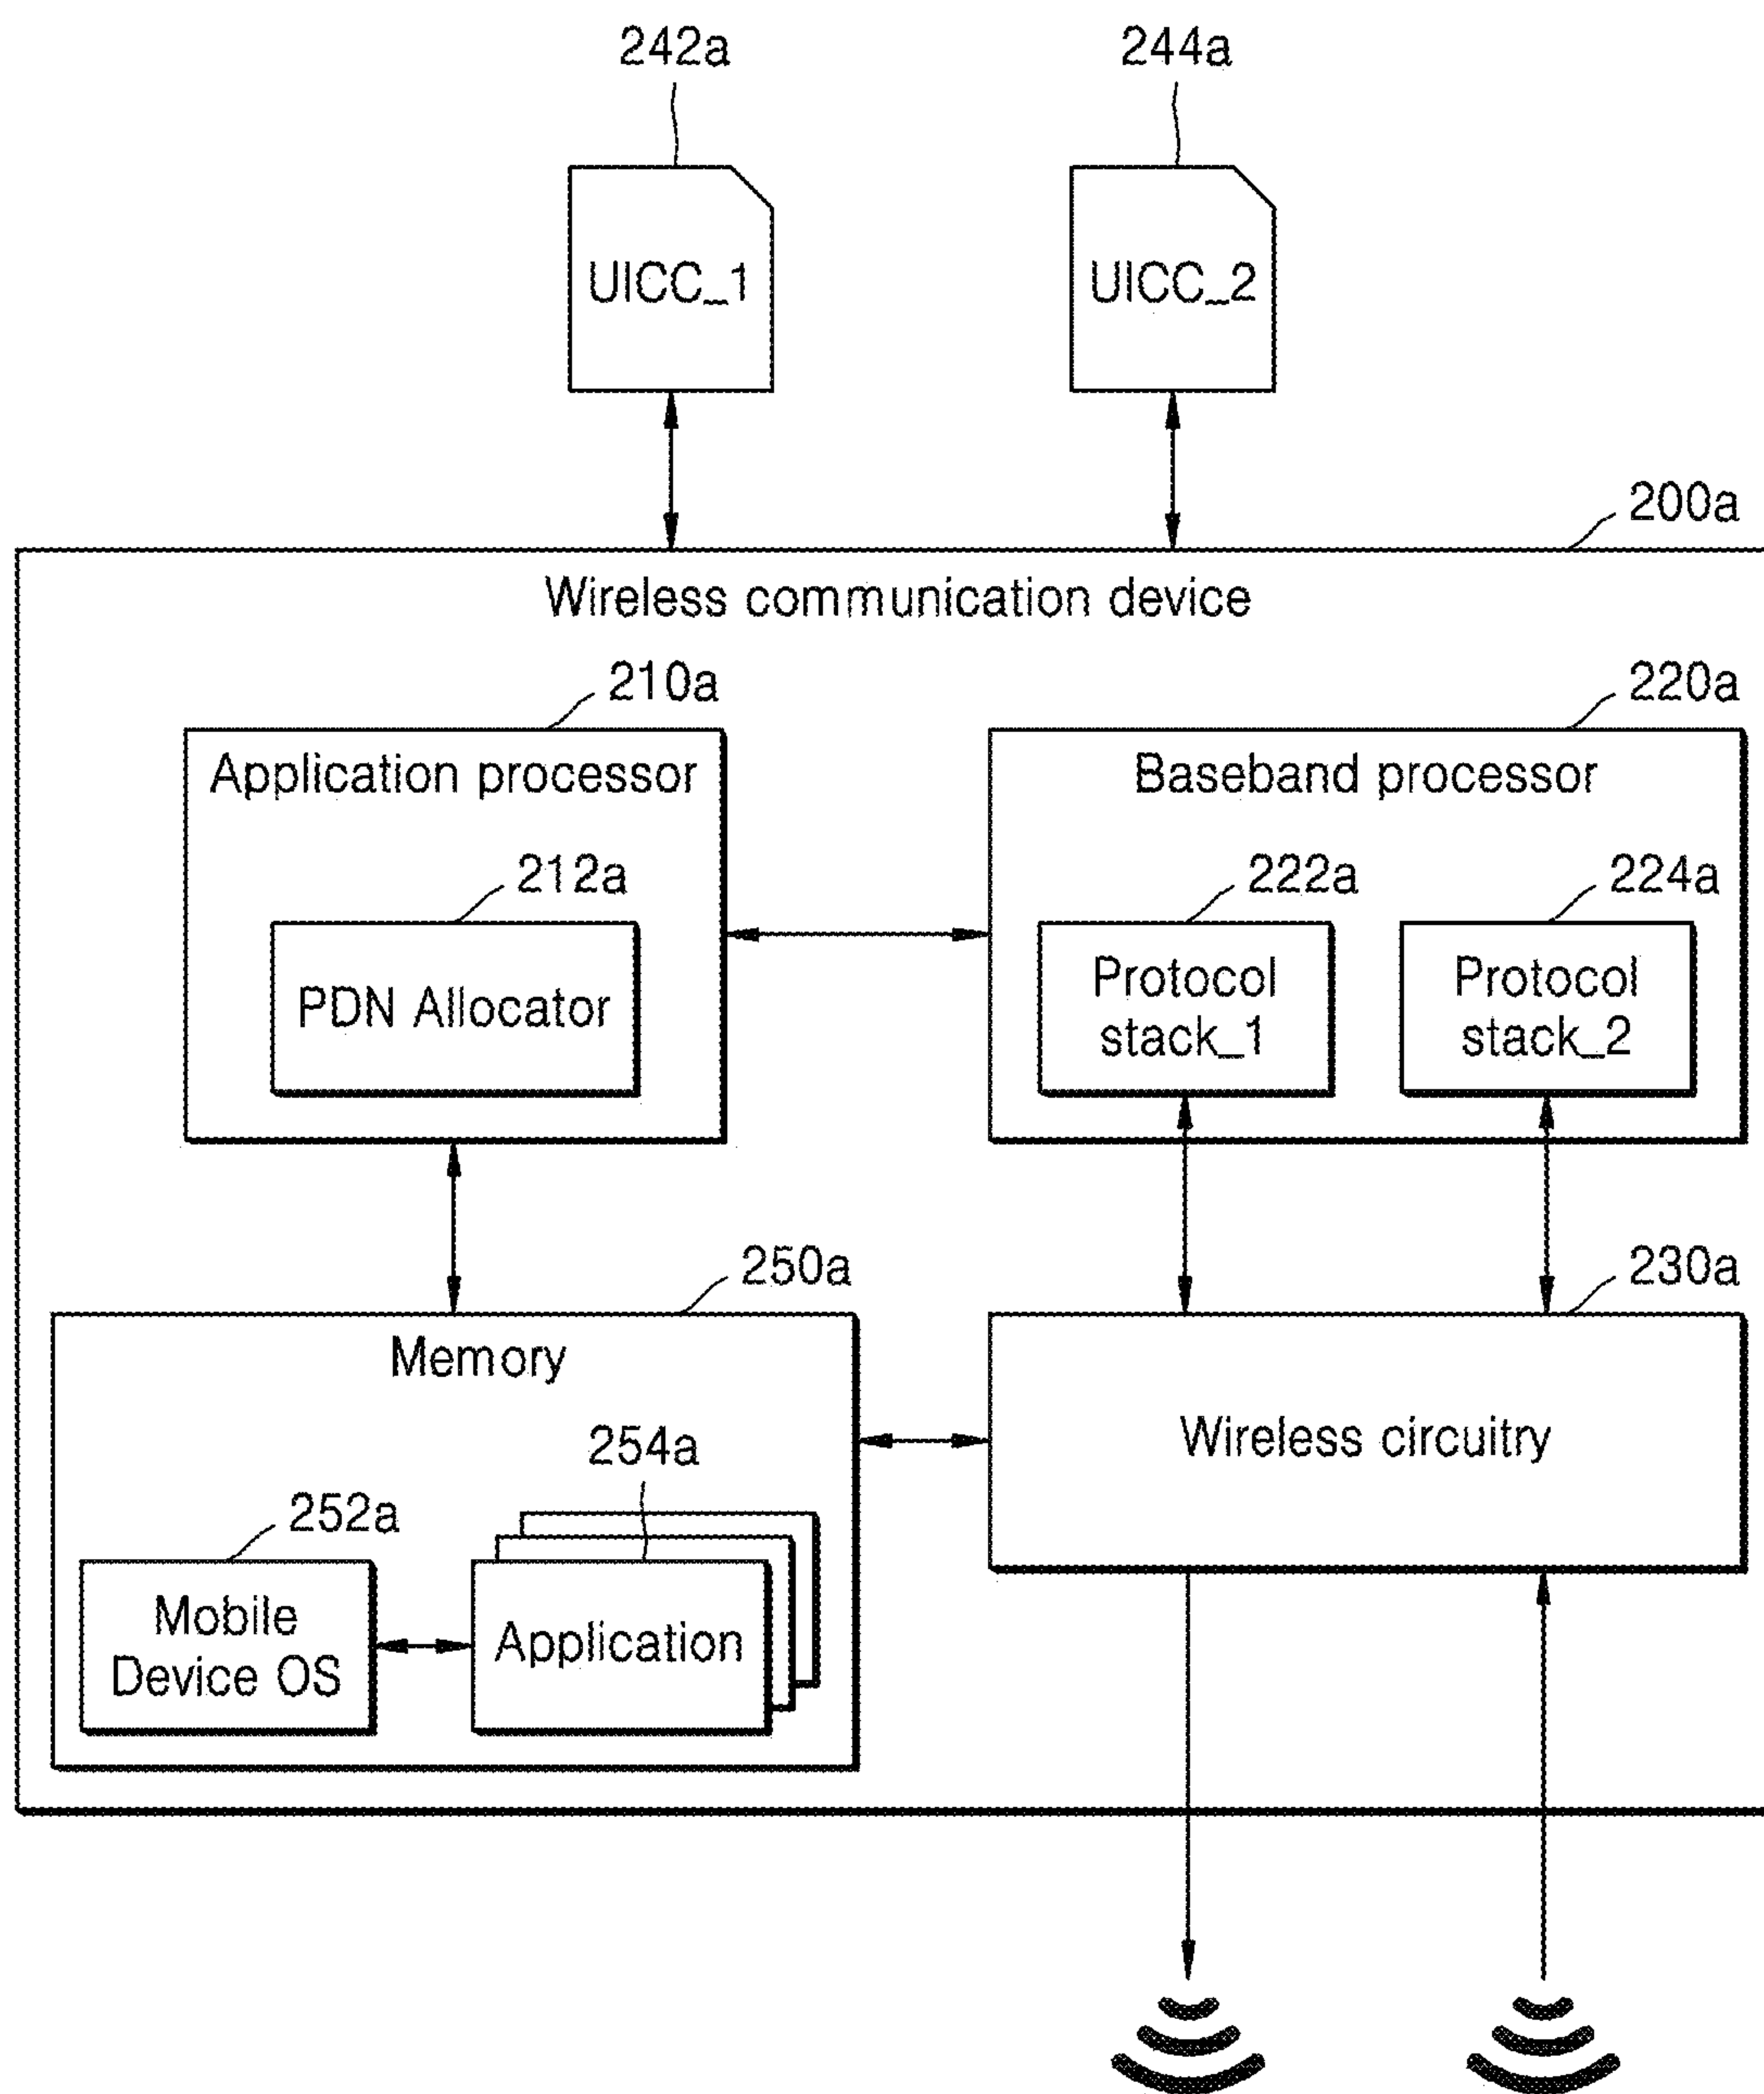 242a
244a
UICC_1
UICC_2
200a
Wireless communication device
210a
220a
Application processor
Baseband processor
212a
222a
224a
PDN Allocator
Protocol
stack_1
Protocol
stack_2
250a
230a
Memory
Wireless circuitry
254a
252a
Mobile
Device OS
Application